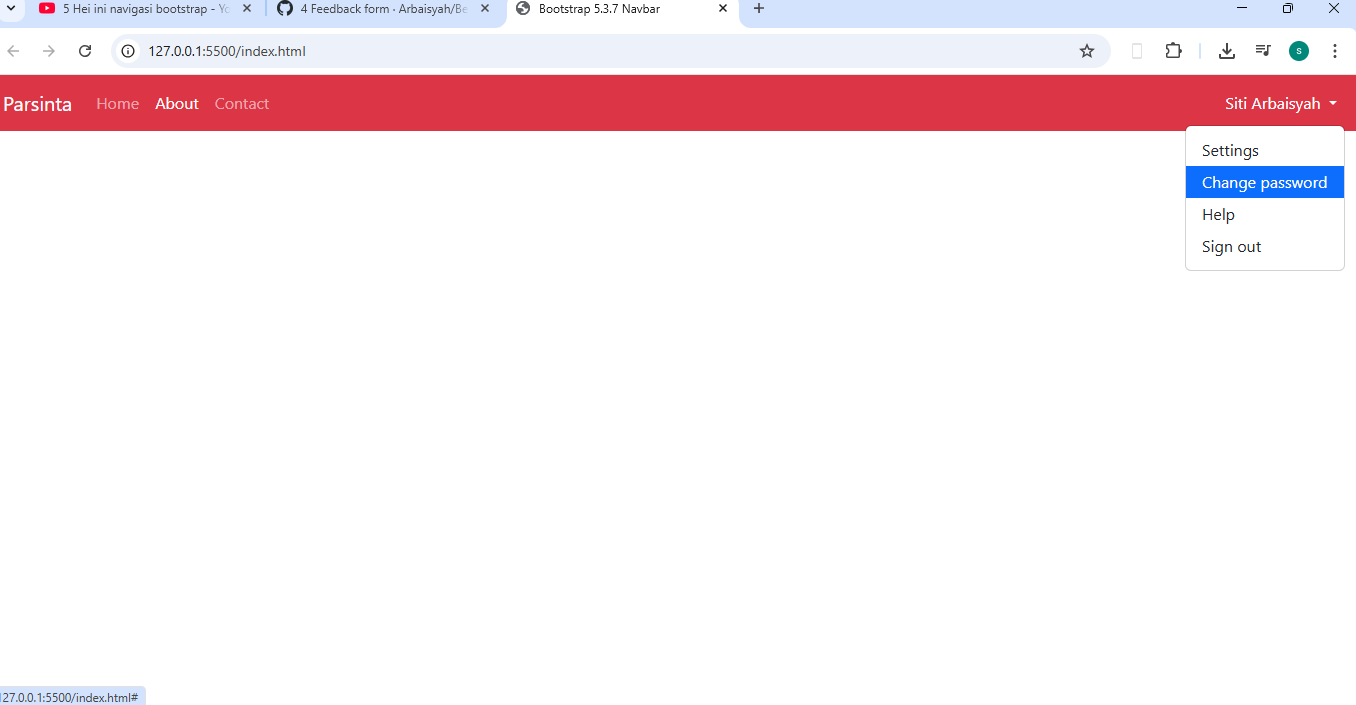 5 Hei ini navigasi bootstrap - Yo
4 Feedback form · Arbaisyah/Be
Bootstrap 5.3.7 Navbar
127.0.0.1:5500/index.html
s
Parsinta Home About Contact Siti Arbaisyah
Settings
Change password
Help
Sign out
127.0.0.1:5500/index.html#